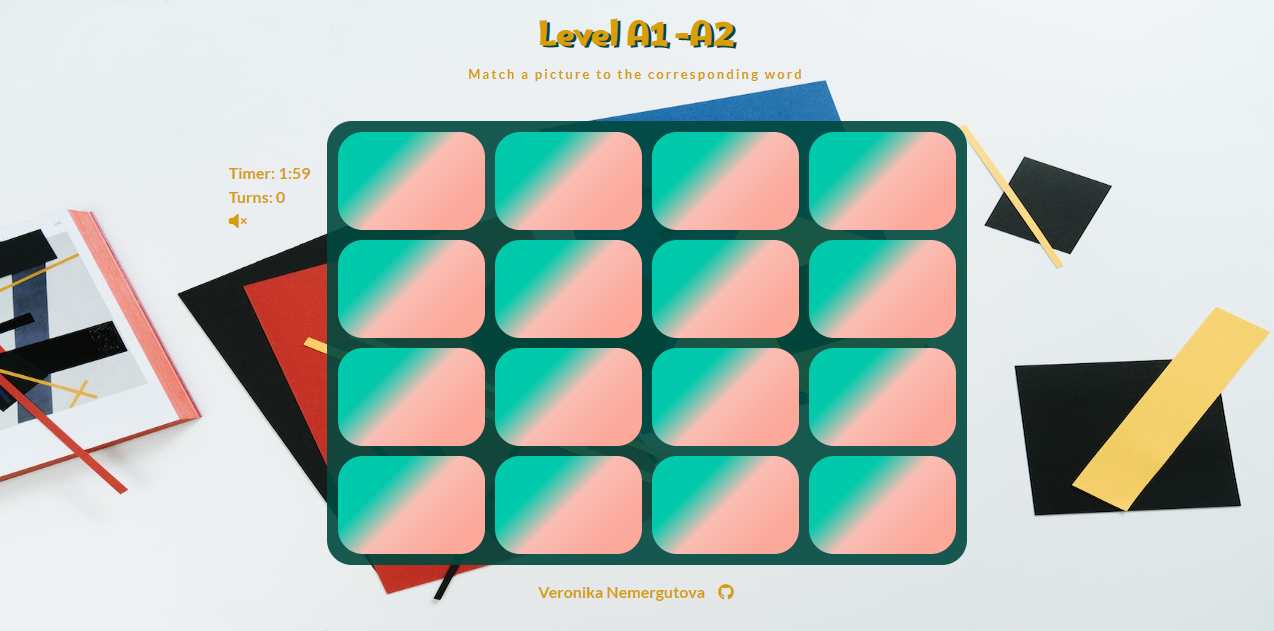 Level A1 -A2
Match a picture to the corresponding word
Timer: 1:59
Turns: 0
Veronika Nemergutova